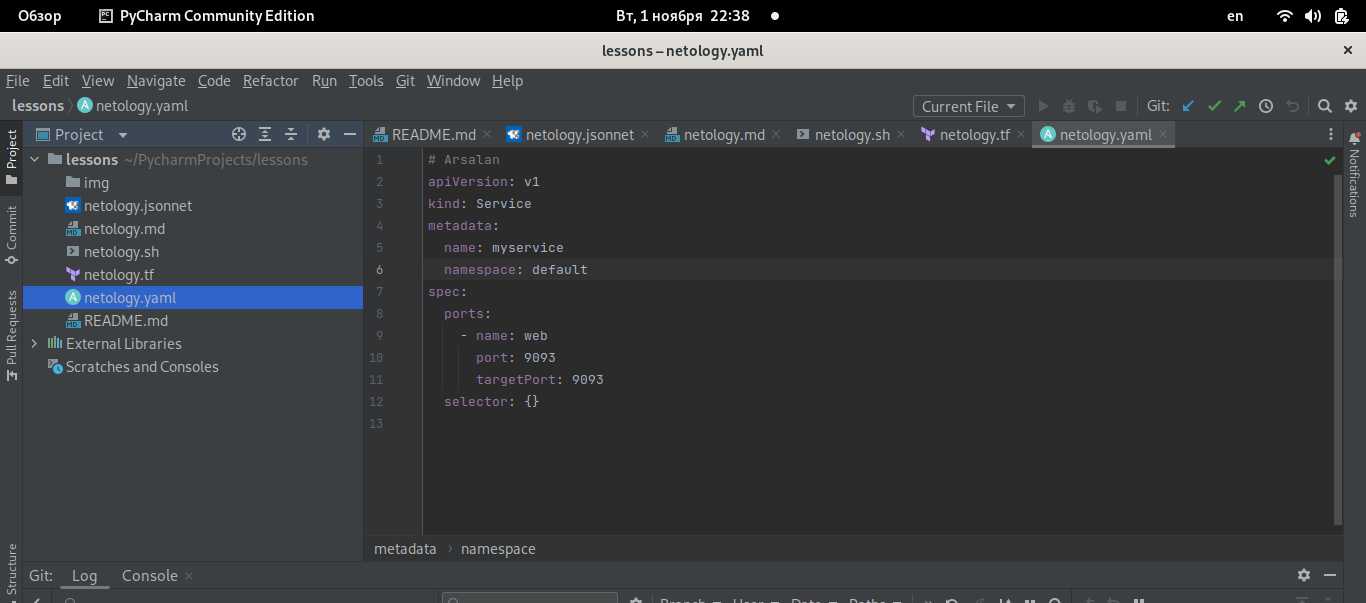 Обзор PyCharm Community Edition Вт, 1 ноября 22:38 en
lessons – netology.yaml
File Edit View Navigate Code Refactor Run Tools Git Window Help
lessons netology.yaml Current File Git:
Project README.md netology.jsonnet netology.md netology.sh netology.tf netology.yaml
Project
Commit
Pull Requests
Structure
Notifications
lessons ~/PycharmProjects/lessons
img
netology.jsonnet
netology.md
netology.sh
netology.tf
netology.yaml
README.md
External Libraries
Scratches and Consoles
1 # Arsalan
2 apiVersion: v1
3 kind: Service
4 metadata:
5   name: myservice
6   namespace: default
7 spec:
8   ports:
9     - name: web
10       port: 9093
11       targetPort: 9093
12   selector: {}
13
metadata › namespace
Git: Log Console
Branch User Date Paths